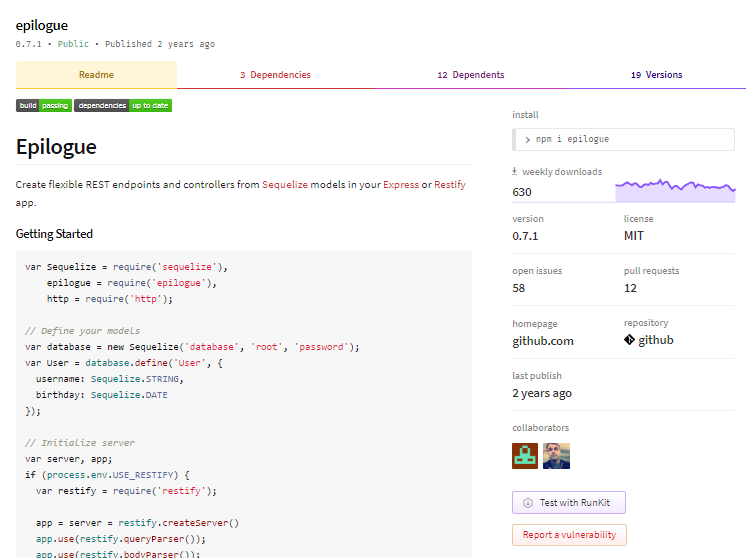 epilogue
0.7.1 • Public • Published 2 years ago
Readme
3 Dependencies
12 Dependents
19 Versions
build passing dependencies up to date
Epilogue
Create flexible REST endpoints and controllers from Sequelize models in your Express or Restify
app.
Getting Started
var Sequelize = require('sequelize'),
    epilogue = require('epilogue'),
    http = require('http');
// Define your models
var database = new Sequelize('database', 'root', 'password');
var User = database.define('User', {
  username: Sequelize.STRING,
  birthday: Sequelize.DATE
});
// Initialize server
var server, app;
if (process.env.USE_RESTIFY) {
  var restify = require('restify');
  app = server = restify.createServer()
  app.use(restify.queryParser());
  app.use(restify.bodyParser());
install
> npm i epilogue
weekly downloads
630
version
0.7.1
license
MIT
open issues
58
pull requests
12
homepage
github.com
repository
github
last publish
2 years ago
collaborators
Test with RunKit
Report a vulnerability